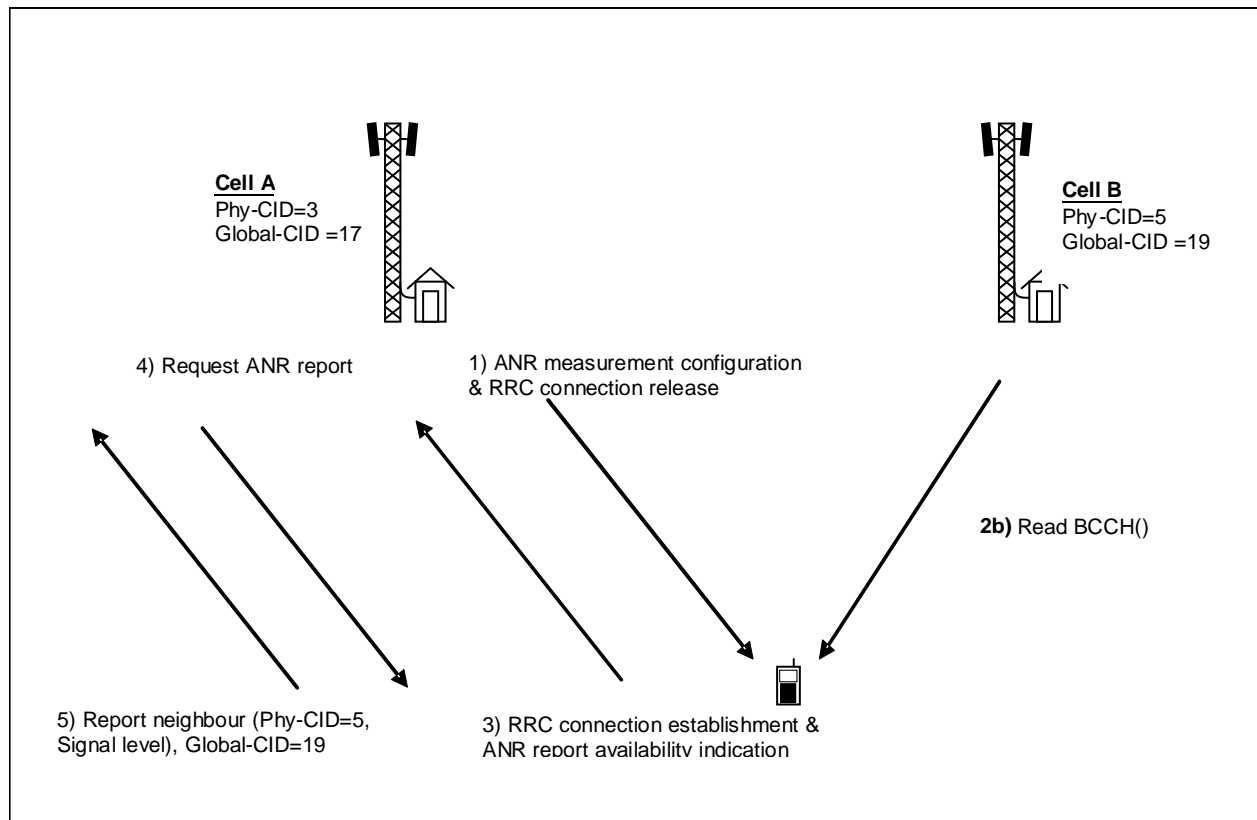 Cell A
Phy-CID=3
Global-CID =17
Cell B
Phy-CID=5
Global-CID =19
4) Request ANR report
1) ANR measurement configuration
& RRC connection release
2b) Read BCCH()
5) Report neighbour (Phy-CID=5,
Signal level), Global-CID=19
3) RRC connection establishment &
ANR report availability indication